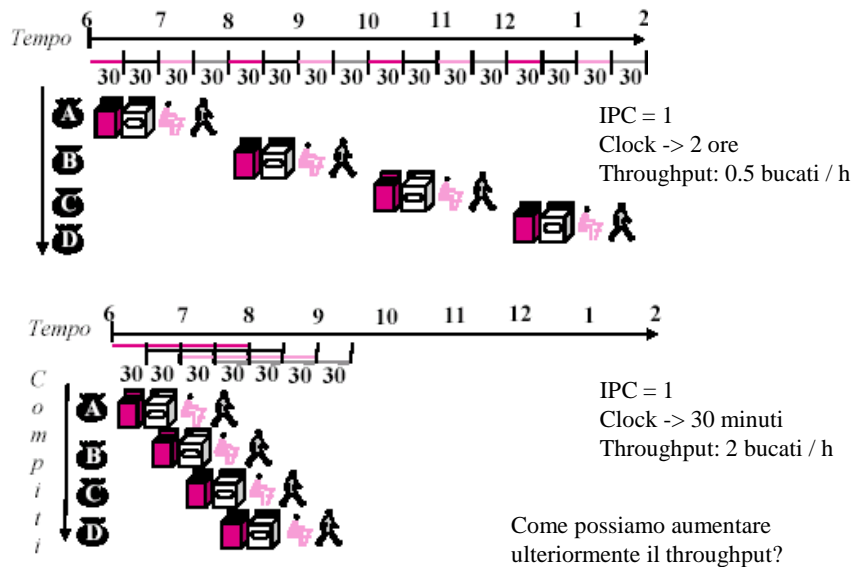 6 7 8 9 10 11 12 1 2
Tempo
30 30 30 30 30 30 30 30 30 30 30 30 30 30 30 30
A
B
C
D
IPC = 1
Clock -> 2 ore
Throughput: 0.5 bucati / h
6 7 8 9 10 11 12 1 2
Tempo
30 30 30 30 30 30 30
Compiti
A
B
C
D
IPC = 1
Clock -> 30 minuti
Throughput: 2 bucati / h
Come possiamo aumentare
ulteriormente il throughput?